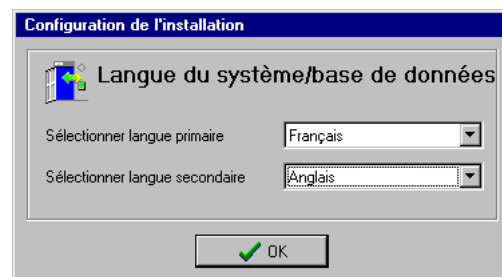 Configuration de l'installation
Langue du système/base de données
Sélectionner langue primaire
Français
Sélectionner langue secondaire
Anglais
OK